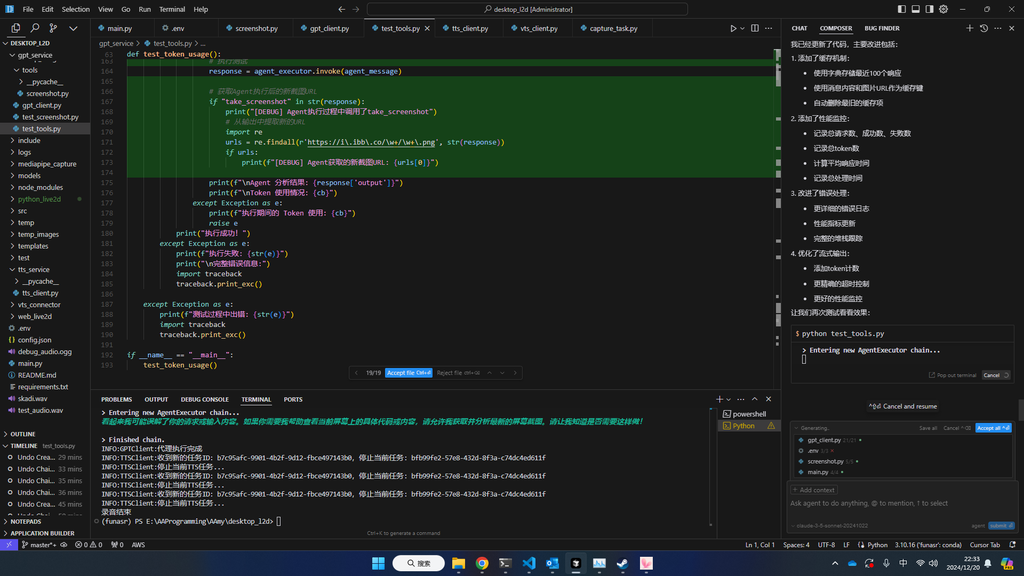 File Edit Selection View Go Run Terminal Help
desktop_l2d [Administrator]
main.py
.env
screenshot.py
gpt_client.py
test_tools.py
tts_client.py
vts_client.py
capture_task.py
CHAT COMPOSER BUG FINDER
DESKTOP_L2D
gpt_service
tools
__pycache__
screenshot.py
gpt_client.py
test_screenshot.py
test_tools.py
include
logs
mediapipe_capture
models
node_modules
python_live2d
src
temp
temp_images
templates
test
tts_service
__pycache__
tts_client.py
vts_connector
web_live2d
.env
config.json
debug_audio.ogg
main.py
README.md
requirements.txt
skadi.wav
test_audio.wav
OUTLINE
TIMELINE test_tools.py
Undo Crea... 29 mins
Undo Chai... 33 mins
Undo Chai... 35 mins
Undo Chai... 36 mins
Undo Creat... 45 mins
NOTEPADS
APPLICATION BUILDER
gpt_service > test_tools.py > ...
63 def test_token_usage():
163 # 执行测试
164 response = agent_executor.invoke(agent_message)
165
166 # 获取Agent执行后的新截图URL
167 if "take_screenshot" in str(response):
168 print("[DEBUG] Agent执行过程中调用了take_screenshot")
169 # 从输出中提取新的URL
170 import re
171 urls = re.findall(r'https://i\.ibb\.co/\w+/\w+\.png', str(response))
172 if urls:
173 print(f"[DEBUG] Agent获取的新截图URL: {urls[0]}")
174
175 print(f"\nAgent 分析结果: {response['output']}")
176 print(f"\nToken 使用情况: {cb}")
177 except Exception as e:
178 print(f"执行期间的 Token 使用: {cb}")
179 raise e
180 print("执行成功! ")
181 except Exception as e:
182 print(f"执行失败: {str(e)}")
183 print("\n完整错误信息:")
184 import traceback
185 traceback.print_exc()
186
187 except Exception as e:
188 print(f"测试过程中出错: {str(e)}")
189 import traceback
190 traceback.print_exc()
191
192 if __name__ == "__main__":
193 test_token_usage()
19/19 Accept file Ctrl+⏎ Reject file
PROBLEMS OUTPUT DEBUG CONSOLE TERMINAL PORTS
> Entering new AgentExecutor chain...
看起来我可能误解了你的请求或输入内容。如果你需要我帮助查看当前屏幕上的具体代码或内容，请允许我获取并分析最新的屏幕截图。请让我知道是否需要这样做！
> Finished chain.
INFO:GPTClient:代理执行完成
INFO:TTSClient:收到新的任务ID: b7c95afc-9901-4b2f-9d12-fbce497143b0, 停止当前任务: bfb99fe2-57e8-432d-8f3a-c74dc4ed611f
INFO:TTSClient:停止当前TTS任务...
INFO:TTSClient:收到新的任务ID: b7c95afc-9901-4b2f-9d12-fbce497143b0, 停止当前任务: bfb99fe2-57e8-432d-8f3a-c74dc4ed611f
INFO:TTSClient:停止当前TTS任务...
INFO:TTSClient:收到新的任务ID: b7c95afc-9901-4b2f-9d12-fbce497143b0, 停止当前任务: bfb99fe2-57e8-432d-8f3a-c74dc4ed611f
INFO:TTSClient:停止当前TTS任务...
录音结束
(funasr) PS E:\AAProgramming\AAmy\desktop_l2d>
Ctrl+K to generate a command
powershell
Python
我已经更新了代码，主要改进包括:
1. 添加了缓存机制:
• 使用字典存储最近100个响应
• 使用消息内容和图片URL作为缓存键
• 自动删除最旧的缓存项
2. 添加了性能监控:
• 记录总请求数、成功数、失败数
• 记录总token数
• 计算平均响应时间
• 记录总处理时间
3. 改进了错误处理:
• 更详细的错误日志
• 性能指标更新
• 完整的堆栈跟踪
4. 优化了流式输出:
• 添加token计数
• 更精确的超时控制
• 更好的性能监控
让我们再次测试看看效果:
$ python test_tools.py
> Entering new AgentExecutor chain...
Pop out terminal Cancel
Cancel and resume
Generating... Save all Cancel Accept all
gpt_client.py
.env
screenshot.py
main.py
+ Add context
Ask agent to do anything, @ to mention, ↑ to select
claude-3-5-sonnet-20241022 agent submit
master*+ 0 0 0 AWS
Ln 1, Col 1 Spaces: 4 UTF-8 LF Python 3.10.16 ('funasr': conda) Cursor Tab
搜索
中
22:33
2024/12/20